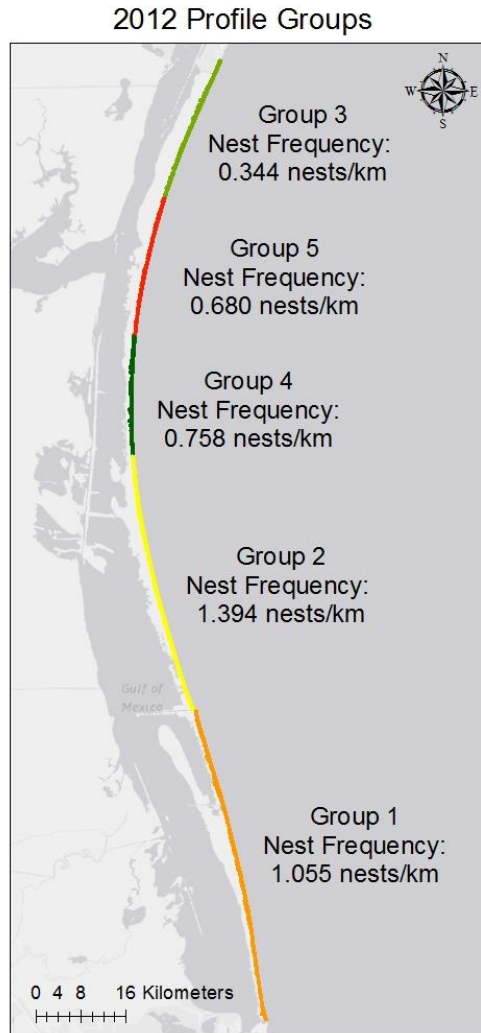 2012 Profile Groups
N
W E
S
Group 3
Nest Frequency:
0.344 nests/km
Group 5
Nest Frequency:
0.680 nests/km
Group 4
Nest Frequency:
0.758 nests/km
Group 2
Nest Frequency:
1.394 nests/km
Gulf of
Mexico
Group 1
Nest Frequency:
1.055 nests/km
0 4 8 16 Kilometers